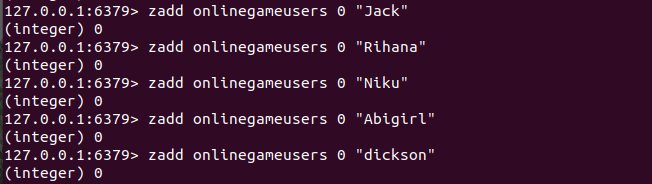 127.0.0.1:6379> zadd onlinegameusers 0 "Jack"
(integer) 0
127.0.0.1:6379> zadd onlinegameusers 0 "Rihana"
(integer) 0
127.0.0.1:6379> zadd onlinegameusers 0 "Niku"
(integer) 0
127.0.0.1:6379> zadd onlinegameusers 0 "Abigirl"
(integer) 0
127.0.0.1:6379> zadd onlinegameusers 0 "dickson"
(integer) 0